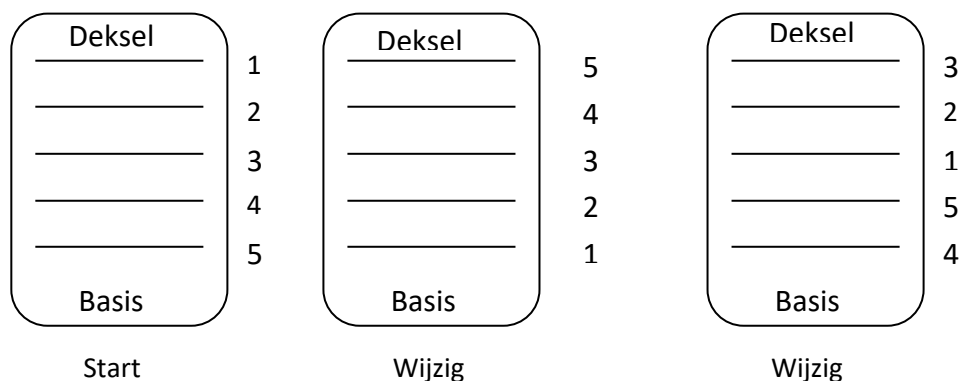 Deksel Deksel Deksel
1 5 3
2 4 2
3 3 1
4 2 5
5 1 4
Basis Basis Basis
Start Wijzig Wijzig